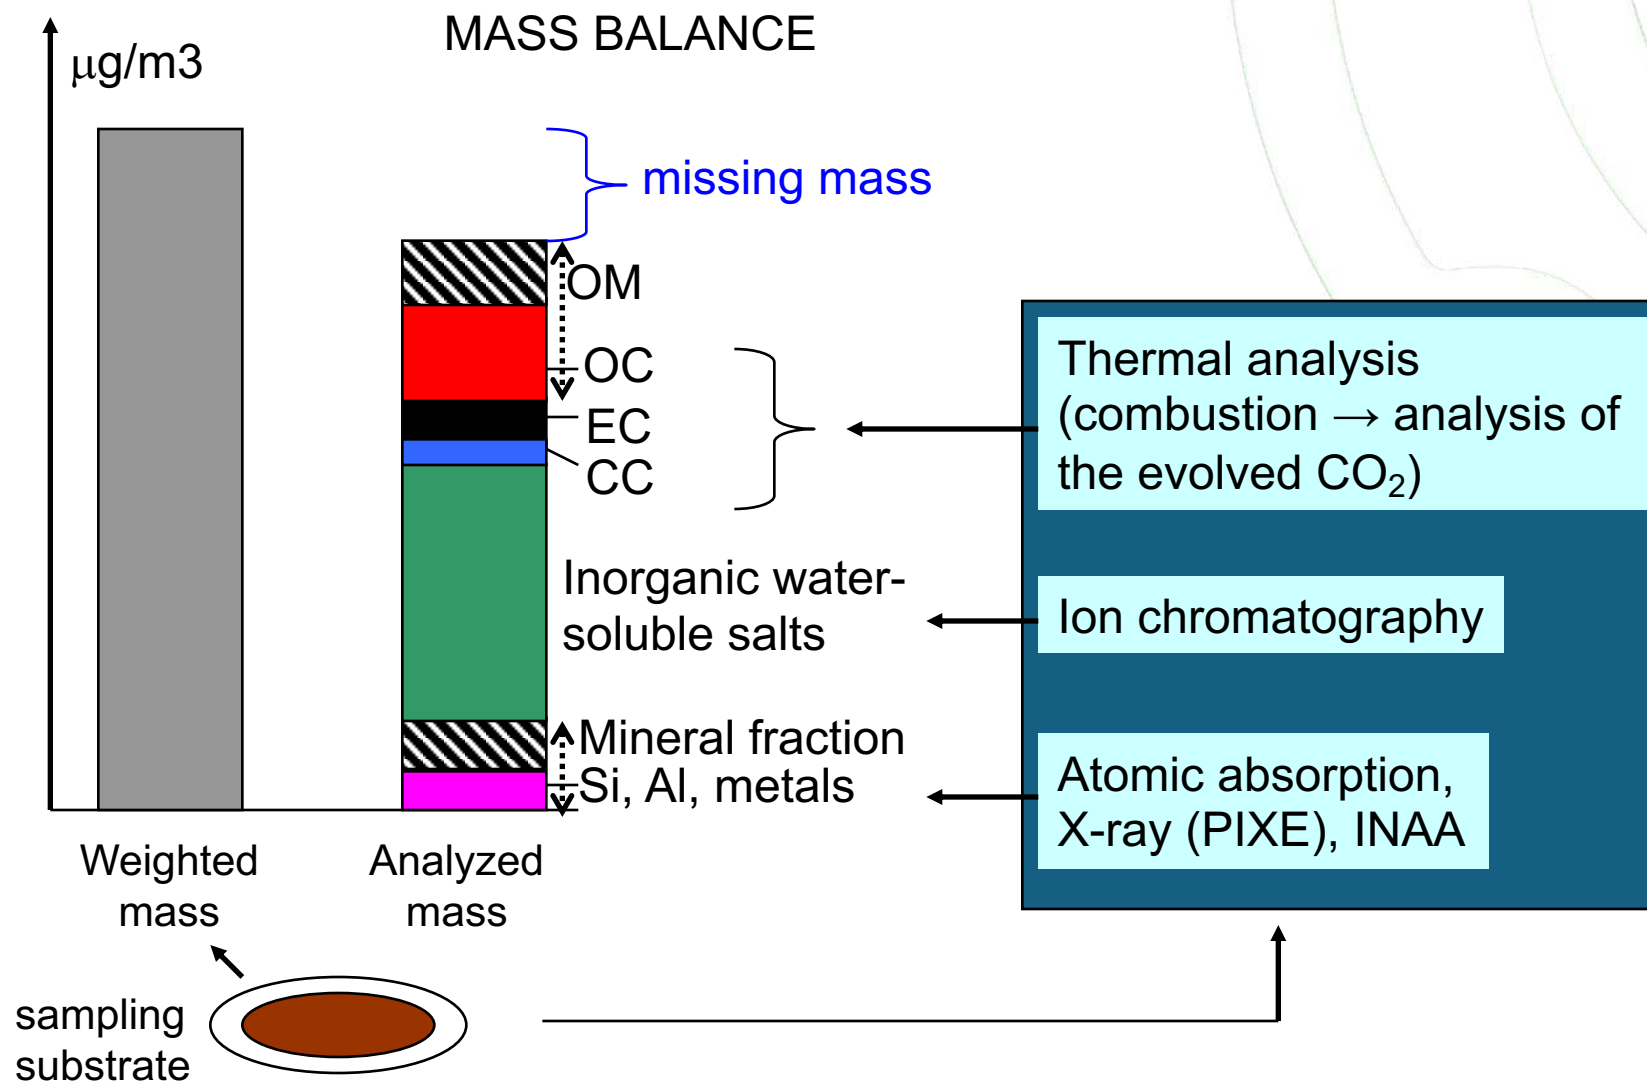 MASS BALANCE
μg/m3
missing mass
OM
OC
EC
CC
Thermal analysis
(combustion → analysis of
the evolved CO₂)
Inorganic water-
soluble salts
Ion chromatography
Mineral fraction
Si, Al, metals
Atomic absorption,
X-ray (PIXE), INAA
Weighted
mass
Analyzed
mass
sampling
substrate